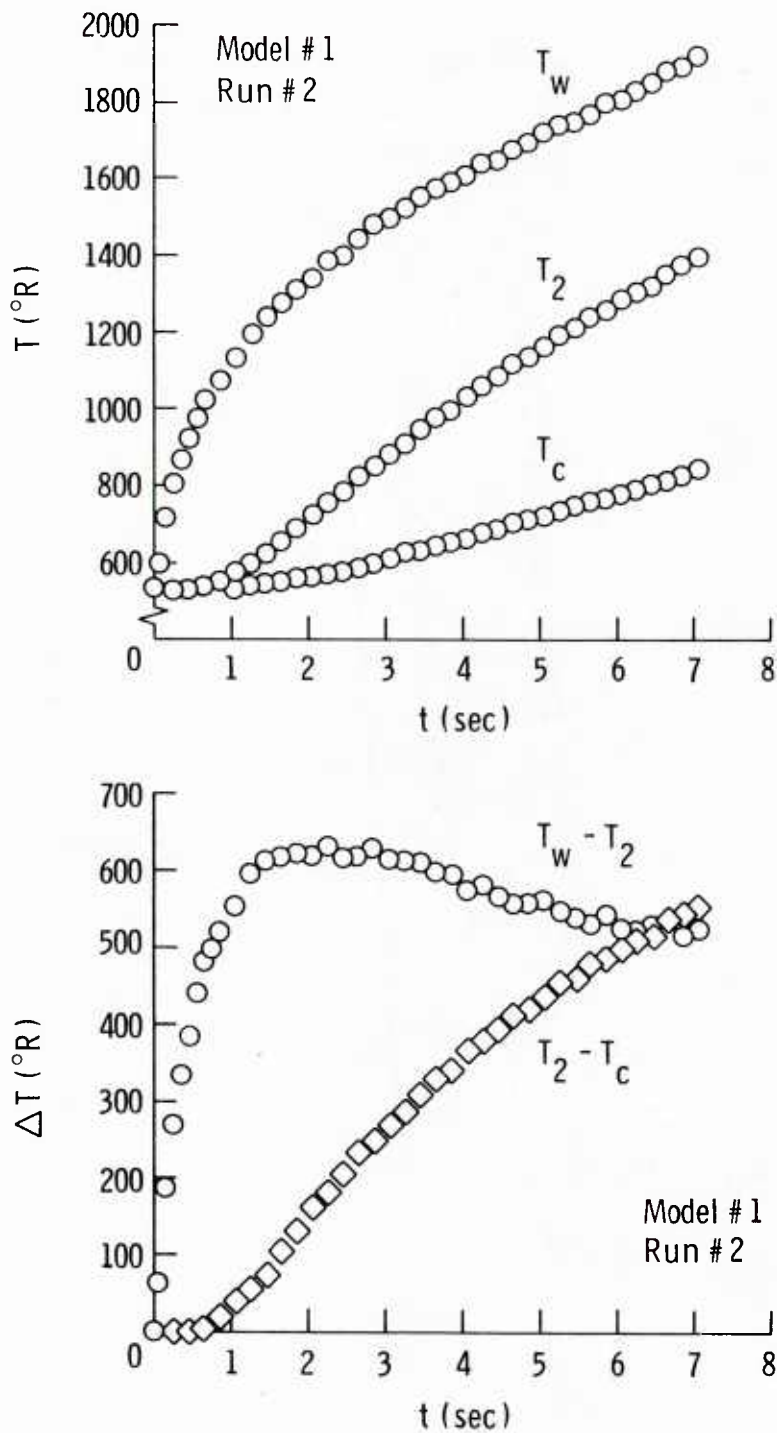 2000
Model #1
Run #2
1800
1600
1400
1200
1000
800
600
0
T (°R)
T_w
T_2
T_c
1 2 3 4 5 6 7 8
t (sec)
700
600
500
400
300
200
100
0
ΔT (°R)
T_w - T_2
T_2 - T_c
Model #1
Run #2
1 2 3 4 5 6 7 8
t (sec)